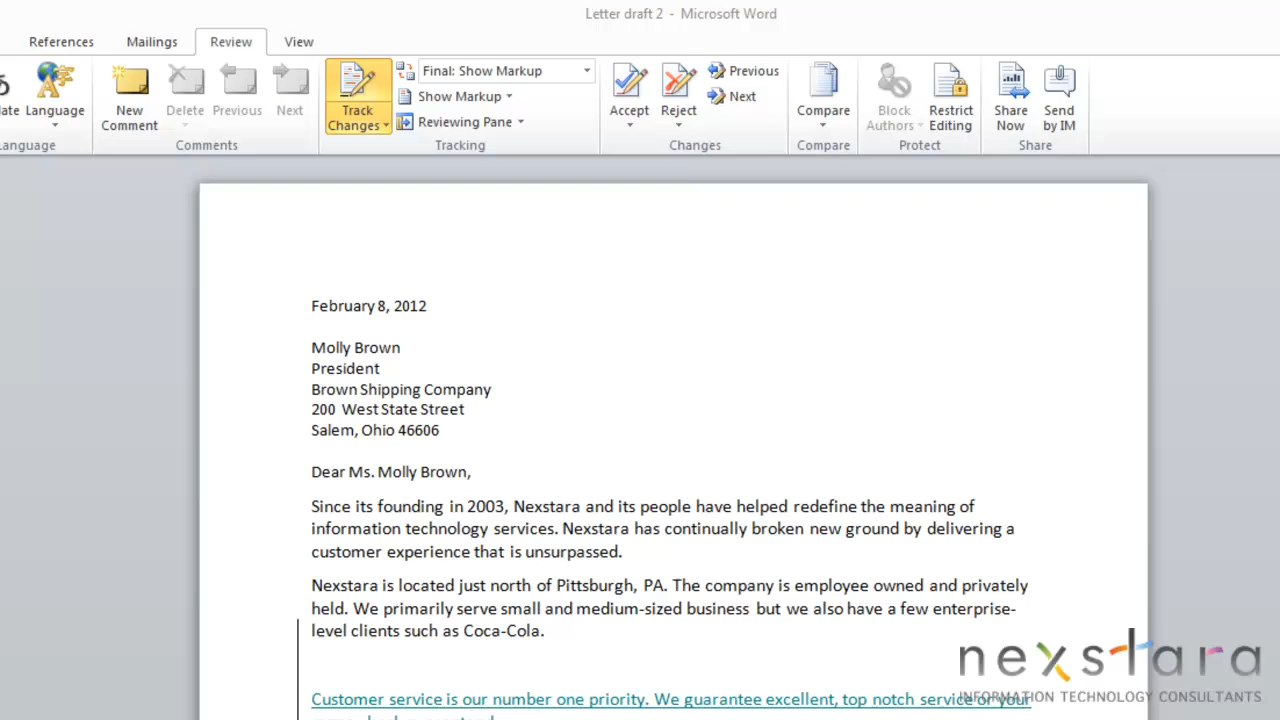 Letter draft 2 - Microsoft Word
References Mailings Review View
Language
New Comment
Delete
Previous
Next
Track Changes
Final: Show Markup
Show Markup
Reviewing Pane
Accept
Reject
Previous
Next
Compare
Block Authors
Restrict Editing
Share Now
Send by IM
Comments Tracking Changes Compare Protect Share
February 8, 2012
Molly Brown
President
Brown Shipping Company
200 West State Street
Salem, Ohio 46606
Dear Ms. Molly Brown,
Since its founding in 2003, Nexstara and its people have helped redefine the meaning of
information technology services. Nexstara has continually broken new ground by delivering a
customer experience that is unsurpassed.
Nexstara is located just north of Pittsburgh, PA. The company is employee owned and privately
held. We primarily serve small and medium-sized business but we also have a few enterprise-
level clients such as Coca-Cola.
Customer service is our number one priority. We guarantee excellent, top notch service or your
nexstara
INFORMATION TECHNOLOGY CONSULTANTS